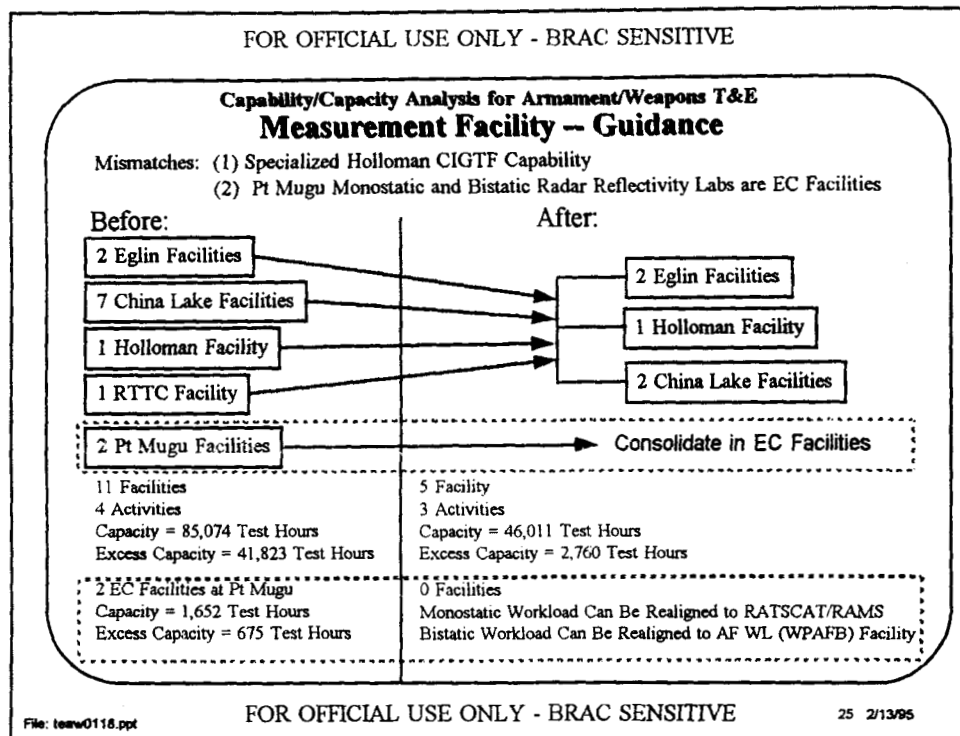 FOR OFFICIAL USE ONLY - BRAC SENSITIVE
Capability/Capacity Analysis for Armament/Weapons T&E
Measurement Facility -- Guidance
Mismatches: (1) Specialized Holloman CIGTF Capability
(2) Pt Mugu Monostatic and Bistatic Radar Reflectivity Labs are EC Facilities
Before:
2 Eglin Facilities
7 China Lake Facilities
1 Holloman Facility
1 RTTC Facility
2 Pt Mugu Facilities
After:
2 Eglin Facilities
1 Holloman Facility
2 China Lake Facilities
Consolidate in EC Facilities
11 Facilities
4 Activities
Capacity = 85,074 Test Hours
Excess Capacity = 41,823 Test Hours
5 Facility
3 Activities
Capacity = 46,011 Test Hours
Excess Capacity = 2,760 Test Hours
2 EC Facilities at Pt Mugu
Capacity = 1,652 Test Hours
Excess Capacity = 675 Test Hours
0 Facilities
Monostatic Workload Can Be Realigned to RATSCAT/RAMS
Bistatic Workload Can Be Realigned to AF WL (WPAFB) Facility
File: teaw0118.ppt
FOR OFFICIAL USE ONLY - BRAC SENSITIVE
25 2/13/95